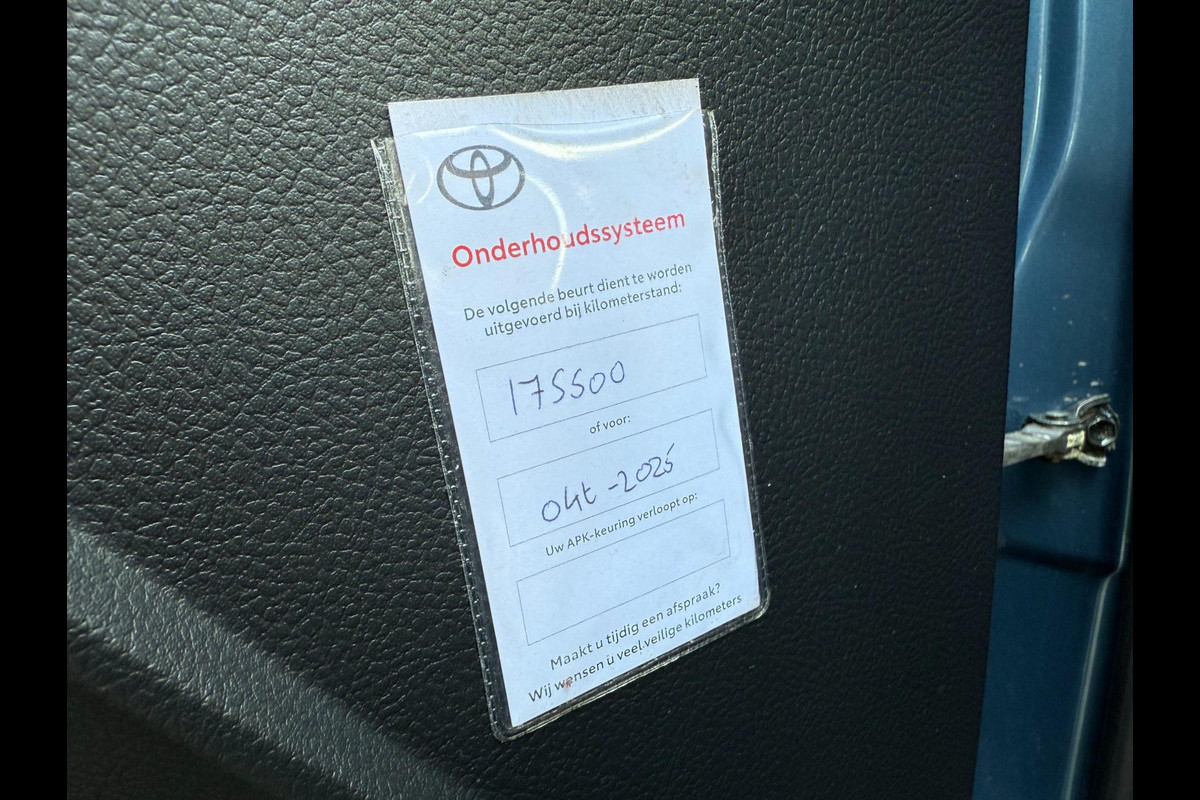 Onderhoudssysteem
De volgende beurt dient te worden
uitgevoerd bij kilometerstand:
175500
of voor:
okt-2025
Uw APK-keuring verloopt op:
Maakt u tijdig een afspraak?
Wij wensen u veel veilige kilometers